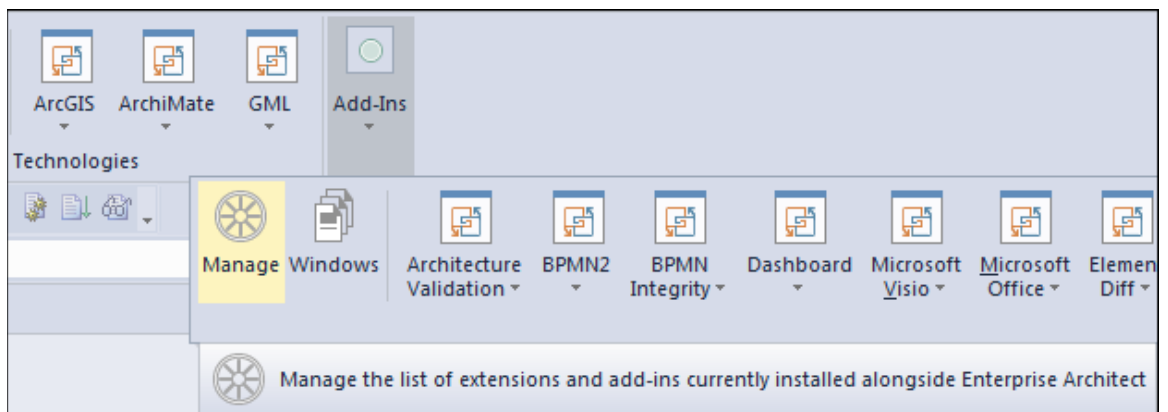 ArcGIS ArchiMate GML Add-Ins
Technologies
Manage Windows Architecture BPMN2 BPMN Dashboard Microsoft Microsoft Elemen
Validation Integrity Visio Office Diff
Manage the list of extensions and add-ins currently installed alongside Enterprise Architect